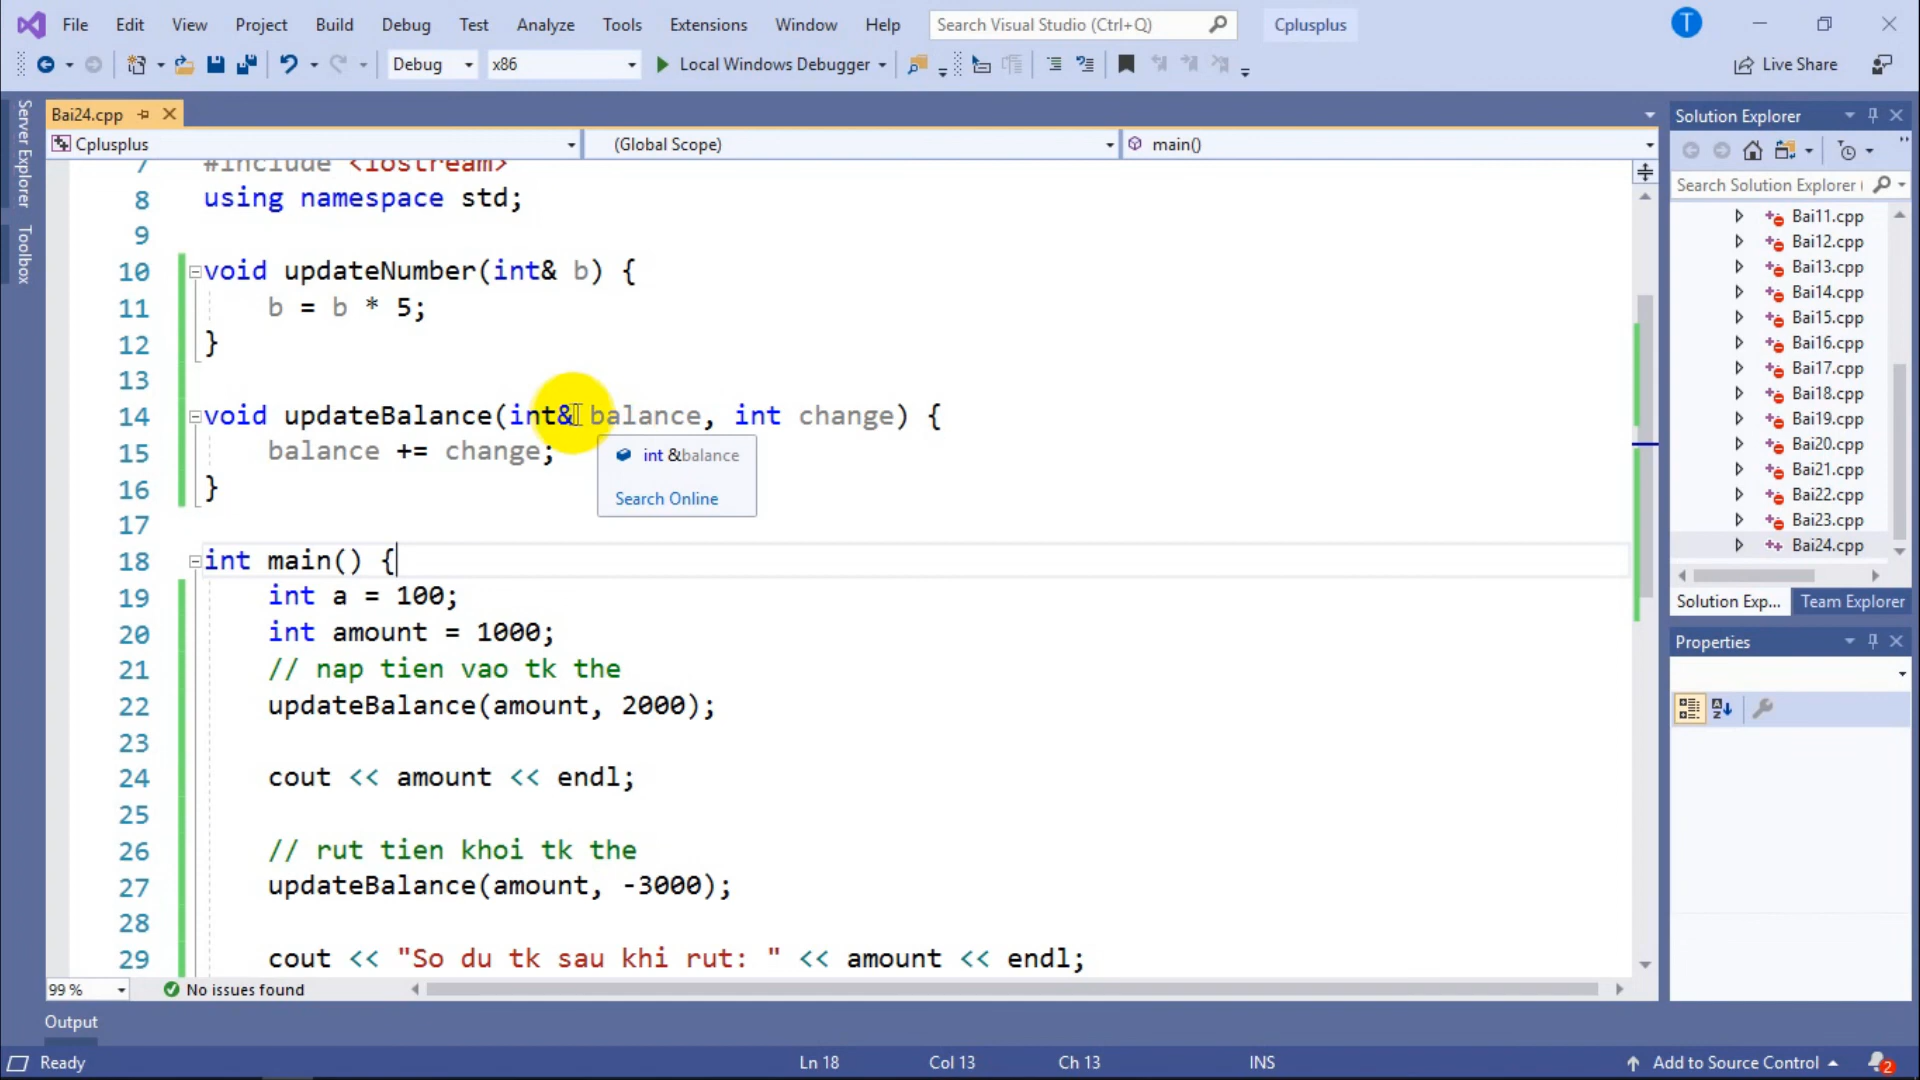 File Edit View Project Build Debug Test Analyze Tools Extensions Window Help Search Visual Studio (Ctrl+Q) Cplusplus T
Debug x86 Local Windows Debugger Live Share
Server Explorer
Toolbox
Bai24.cpp
Cplusplus (Global Scope) main()
7 #include <iostream>
8 using namespace std;
9
10 void updateNumber(int& b) {
11 b = b * 5;
12 }
13
14 void updateBalance(int& balance, int change) {
15 balance += change;
int &balance
Search Online
16 }
17
18 int main() {
19 int a = 100;
20 int amount = 1000;
21 // nap tien vao tk the
22 updateBalance(amount, 2000);
23
24 cout << amount << endl;
25
26 // rut tien khoi tk the
27 updateBalance(amount, -3000);
28
29 cout << "So du tk sau khi rut: " << amount << endl;
99 % No issues found
Solution Explorer
Search Solution Explorer (
Bai11.cpp
Bai12.cpp
Bai13.cpp
Bai14.cpp
Bai15.cpp
Bai16.cpp
Bai17.cpp
Bai18.cpp
Bai19.cpp
Bai20.cpp
Bai21.cpp
Bai22.cpp
Bai23.cpp
Bai24.cpp
Solution Exp... Team Explorer
Properties
Output
Ready Ln 18 Col 13 Ch 13 INS Add to Source Control 2